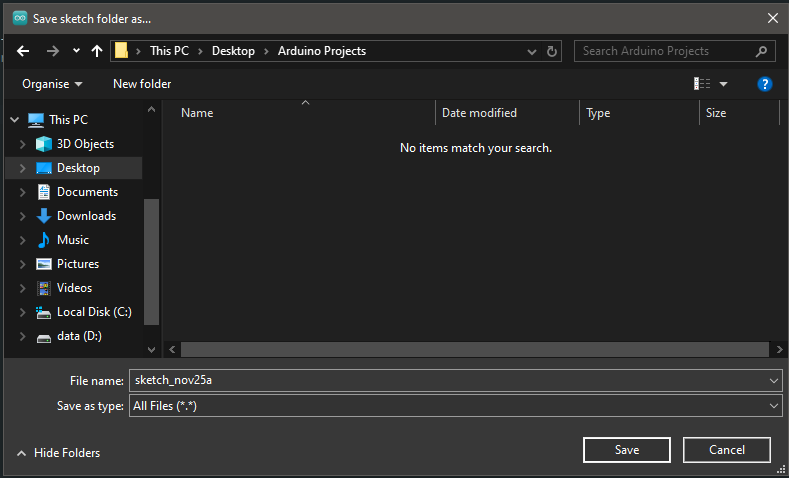 Save sketch folder as...
This PC Desktop Arduino Projects
Search Arduino Projects
Organise New folder
Name Date modified Type Size
No items match your search.
This PC
3D Objects
Desktop
Documents
Downloads
Music
Pictures
Videos
Local Disk (C:)
data (D:)
File name: sketch_nov25a
Save as type: All Files (*.*)
Hide Folders
Save Cancel